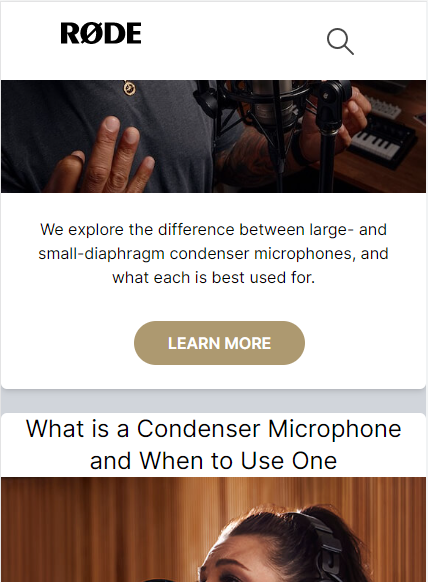 RØDE
We explore the difference between large- and
small-diaphragm condenser microphones, and
what each is best used for.
LEARN MORE
What is a Condenser Microphone
and When to Use One